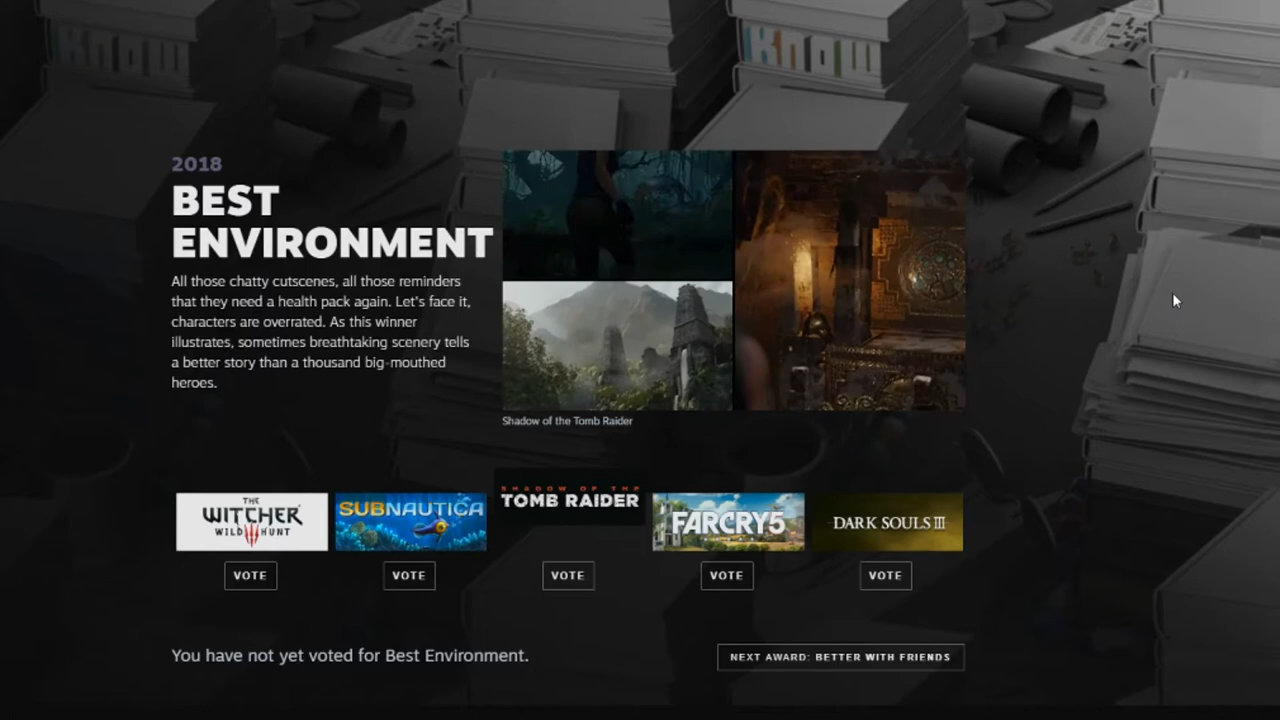 Know
Know
2018
BEST
ENVIRONMENT
All those chatty cutscenes, all those reminders
that they need a health pack again. Let's face it,
characters are overrated. As this winner
illustrates, sometimes breathtaking scenery tells
a better story than a thousand big-mouthed
heroes.
Shadow of the Tomb Raider
THE
WITCHER
WILD HUNT
SUBNAUTICA
SHADOW OF THE
TOMB RAIDER
FARCRY5
DARK SOULS III
VOTE
VOTE
VOTE
VOTE
VOTE
You have not yet voted for Best Environment.
NEXT AWARD: BETTER WITH FRIENDS